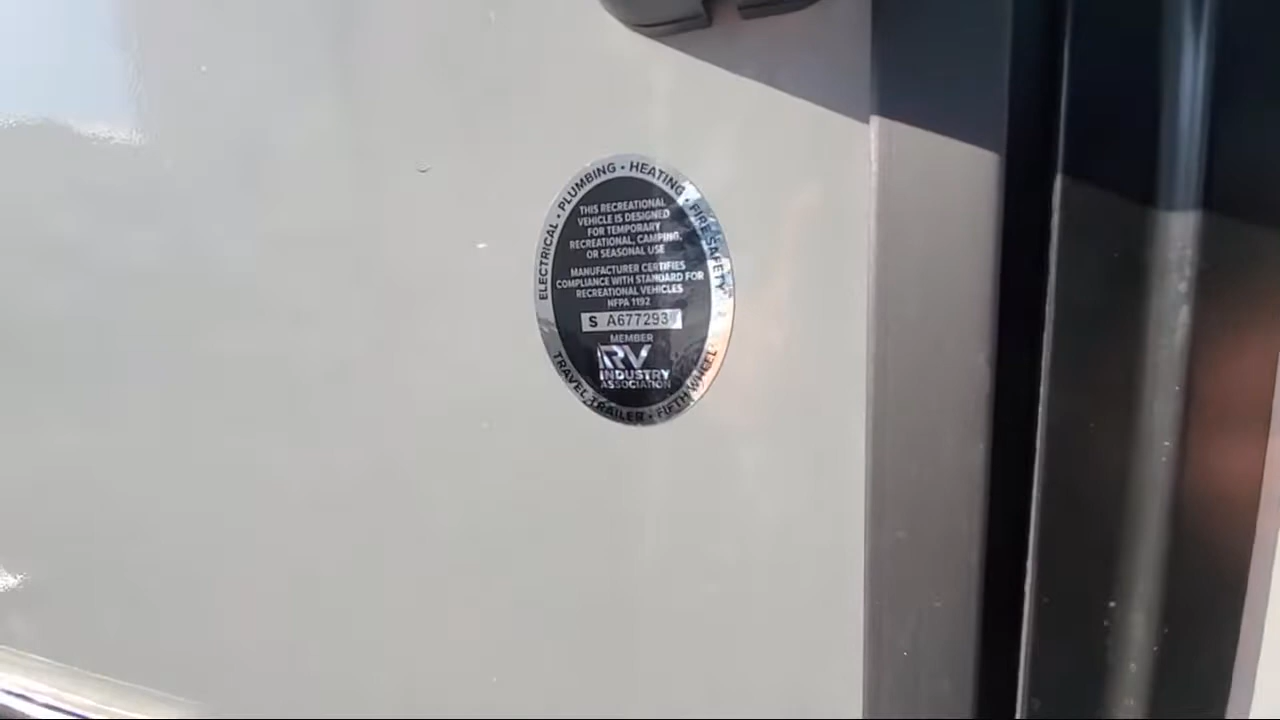 ELECTRICAL • PLUMBING • HEATING • FIRE SAFETY
THIS RECREATIONAL
VEHICLE IS DESIGNED
FOR TEMPORARY
RECREATIONAL, CAMPING,
OR SEASONAL USE
MANUFACTURER CERTIFIES
COMPLIANCE WITH STANDARD FOR
RECREATIONAL VEHICLES
NFPA 1192
S
MEMBER
RV
INDUSTRY
ASSOCIATION
TRAVEL TRAILER • FIFTH WHEEL